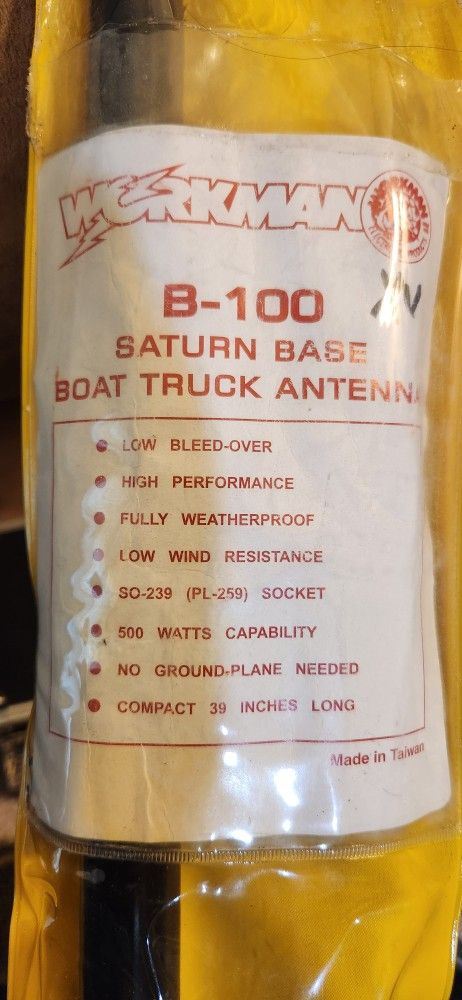 WORKMAN
B-100
SATURN BASE
BOAT TRUCK ANTENNA
• LOW BLEED-OVER
• HIGH PERFORMANCE
• FULLY WEATHERPROOF
• LOW WIND RESISTANCE
• SO-239 (PL-259) SOCKET
• 500 WATTS CAPABILITY
• NO GROUND-PLANE NEEDED
• COMPACT 39 INCHES LONG
Made in Taiwan